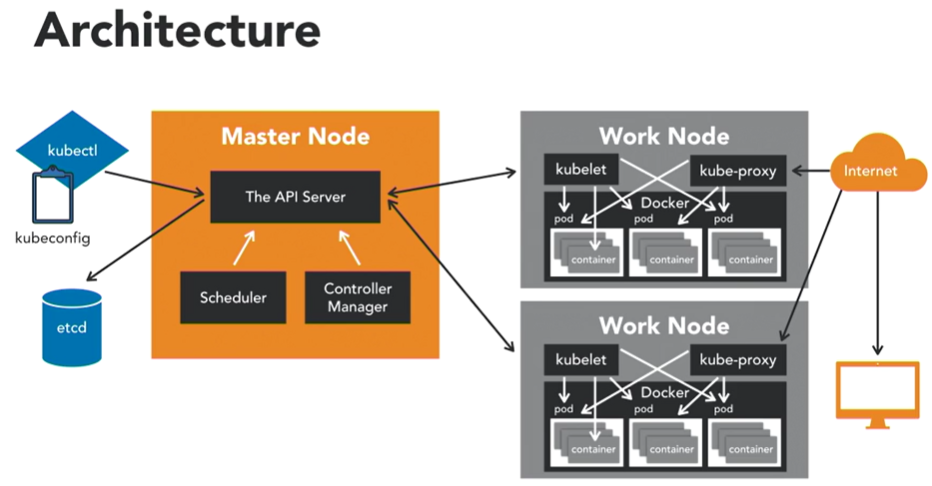 Architecture
kubectl
kubeconfig
etcd
Master Node
The API Server
Scheduler
Controller
Manager
Work Node
kubelet
kube-proxy
Docker
pod
pod
pod
container
container
container
Work Node
kubelet
kube-proxy
Docker
pod
pod
pod
container
container
container
Internet